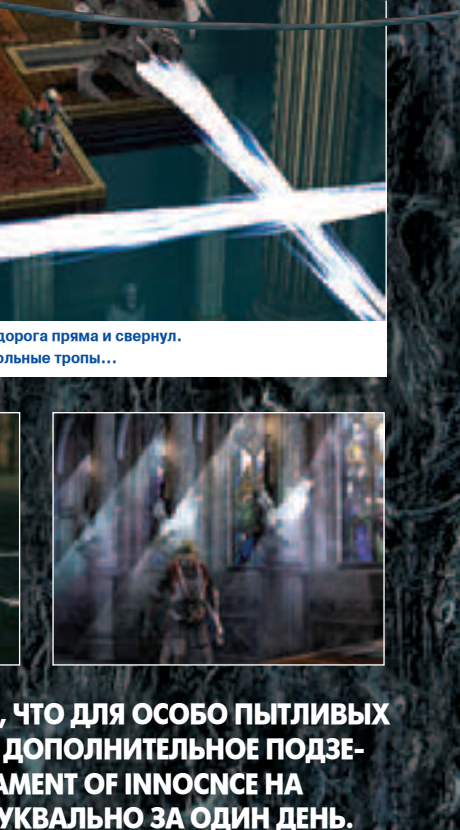 дорога пряма и свернул.
ольные тропы...
, ЧТО ДЛЯ ОСОБО ПЫТЛИВЫХ
ДОПОЛНИТЕЛЬНОЕ ПОДЗЕ-
AMENT OF INNOCNCE НА
УКВАЛЬНО ЗА ОДИН ДЕНЬ.